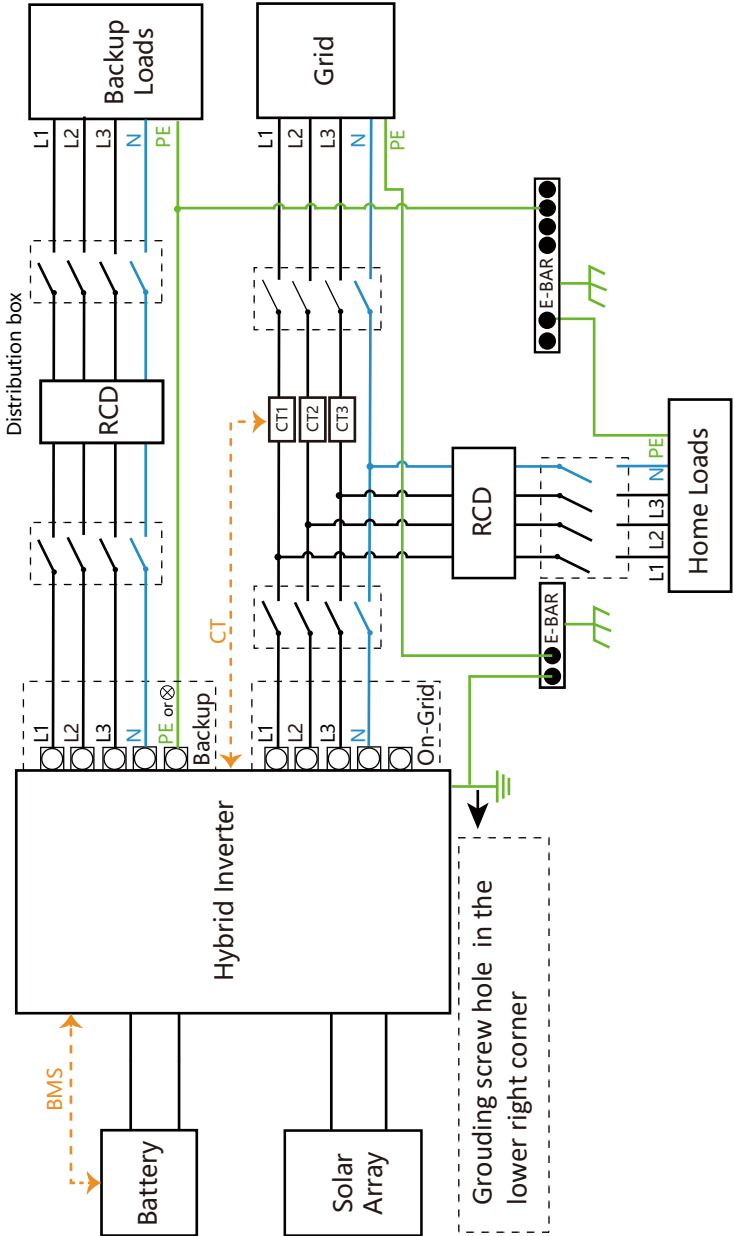 Distribution box
BMS
Battery
Solar
Array
Hybrid Inverter
Grouding screw hole in the
lower right corner
L1
L2
L3
N
PE or
Backup
L1
L2
L3
N
On-Grid
CT
RCD
L1
L2
L3
N
PE
Backup
Loads
CT1
CT2
CT3
L1
L2
L3
N
PE
Grid
RCD
E-BAR
E-BAR
L1
L2
L3
N
PE
Home Loads